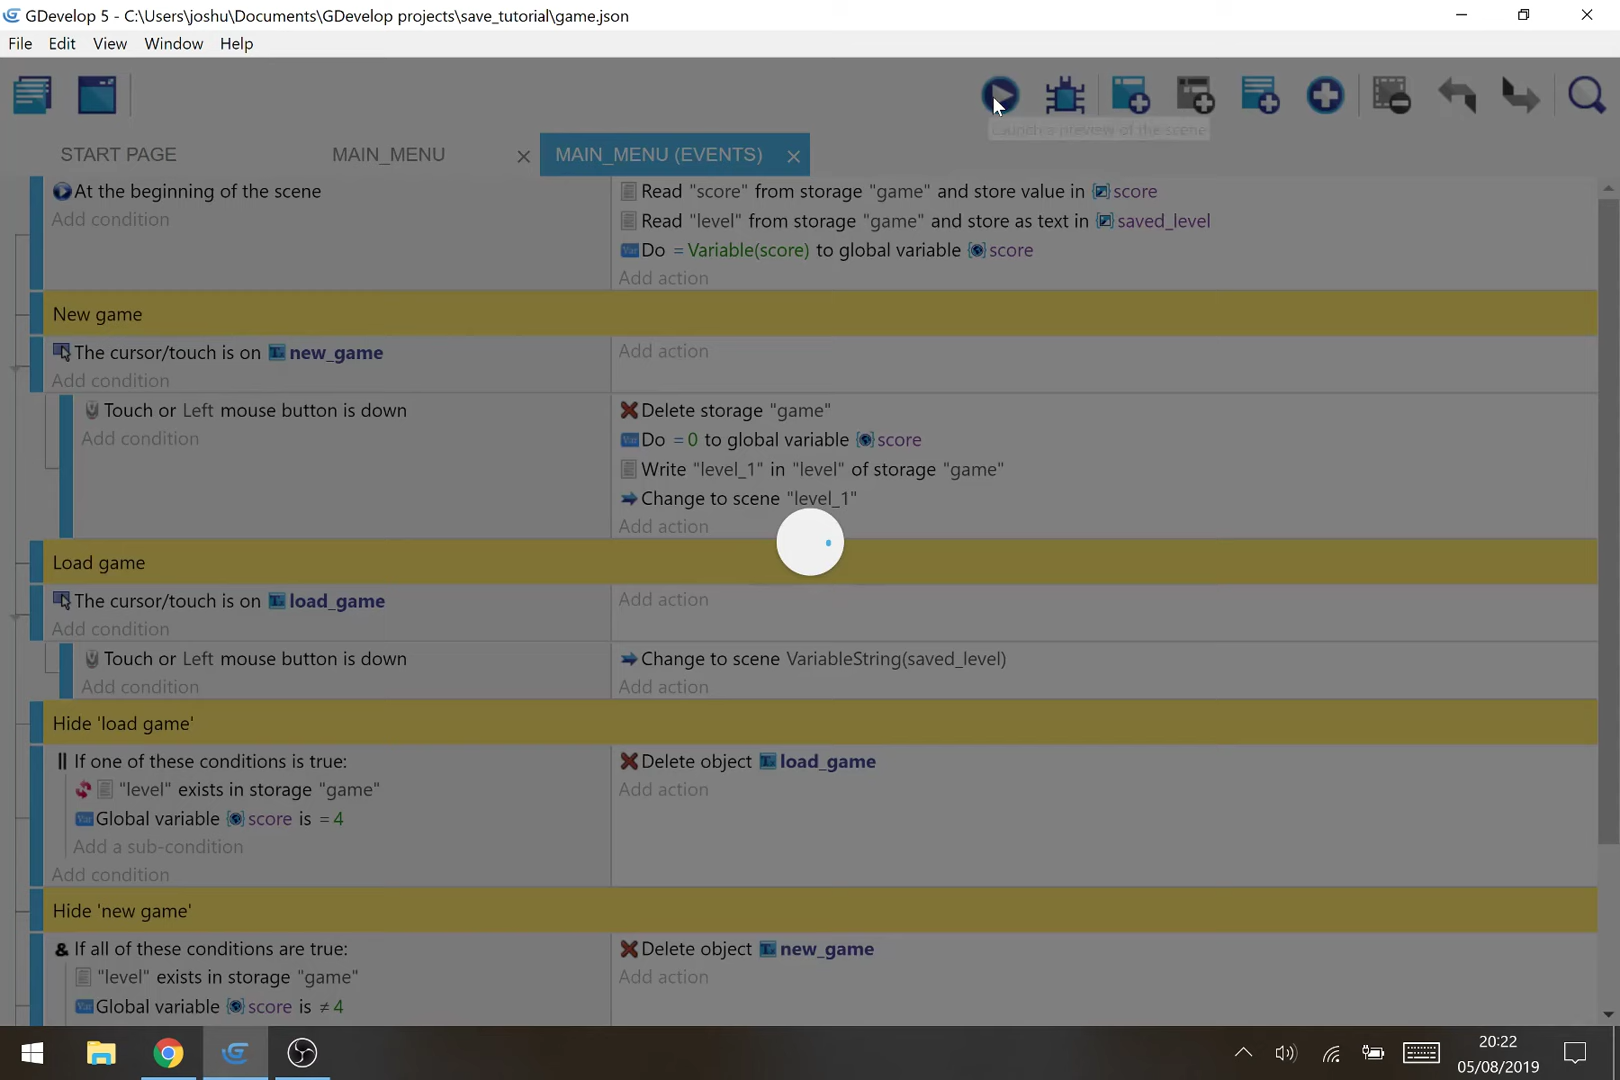 GDevelop 5 - C:\Users\joshu\Documents\GDevelop projects\save_tutorial\game.json
File Edit View Window Help
Launch a preview of the scene
START PAGE MAIN_MENU MAIN_MENU (EVENTS)
At the beginning of the scene
Add condition
Read "score" from storage "game" and store value in score
Read "level" from storage "game" and store as text in saved_level
Do = Variable(score) to global variable score
Add action
New game
The cursor/touch is on new_game
Add condition
Add action
Touch or Left mouse button is down
Add condition
Delete storage "game"
Var Do = 0 to global variable score
Write "level_1" in "level" of storage "game"
Change to scene "level_1"
Add action
Load game
The cursor/touch is on load_game
Add condition
Add action
Touch or Left mouse button is down
Add condition
Change to scene VariableString(saved_level)
Add action
Hide 'load game'
If one of these conditions is true:
"level" exists in storage "game"
Var Global variable score is = 4
Add a sub-condition
Add condition
Delete object load_game
Add action
Hide 'new game'
& If all of these conditions are true:
"level" exists in storage "game"
Var Global variable score is ≠ 4
Delete object new_game
Add action
20:22
05/08/2019